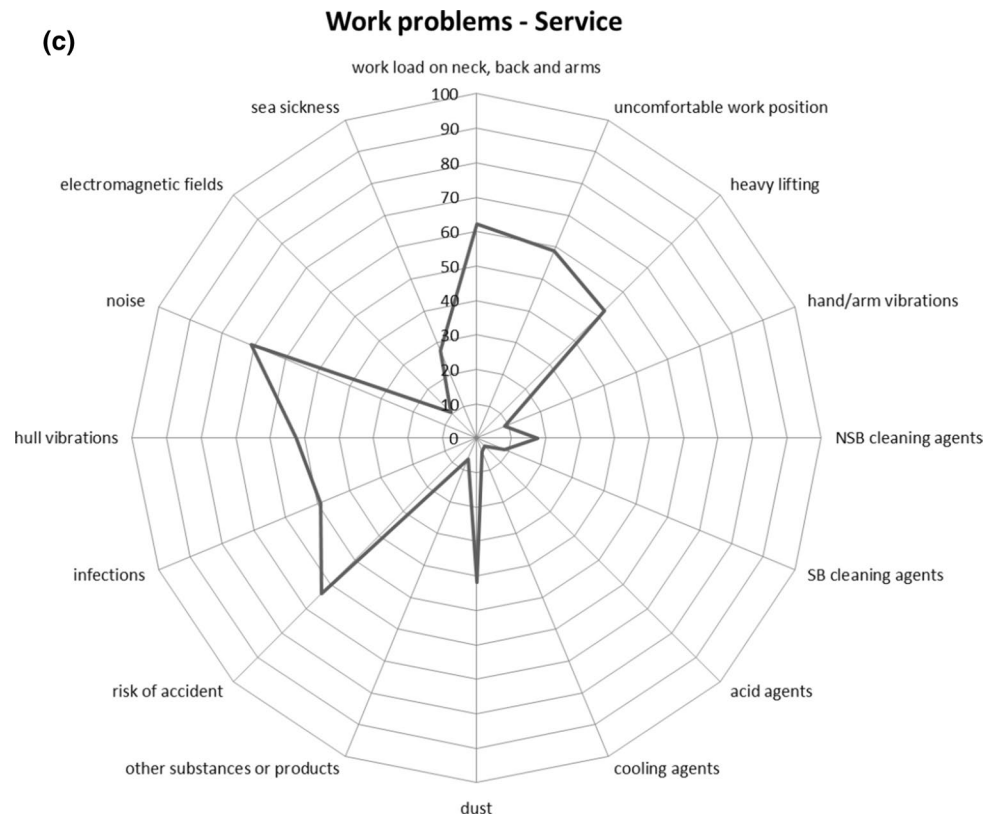 Work problems - Service
(c)
work load on neck, back and arms
100
sea sickness
uncomfortable work position
90
80
electromagnetic fields
heavy lifting
70
60
50
noise
hand/arm vibrations
40
30
20
10
hull vibrations
0
NSB cleaning agents
infections
SB cleaning agents
risk of accident
acid agents
other substances or products
cooling agents
dust